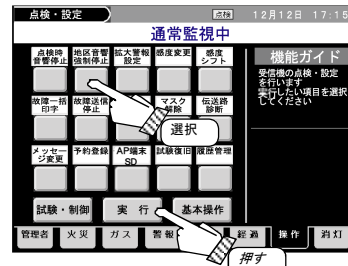 点検・設定 点検 12月12日 17:15
通常監視中
点検時音響停止 地区音響強制停止 拡大警報設定 感度変更 感度シフト
機能ガイド
受信機の点検・設定
を行います
実行したい項目を選択
してください
故障一括印字 故障送信停止 マスク解除 伝送路診断
選択
メッセージ変更 予約登録 AP端末SD 試験復旧 履歴管理
試験・制御 実 行 基本操作
管理者 火 災 ガ ス 警 報 経 過 操 作 消 灯
押す